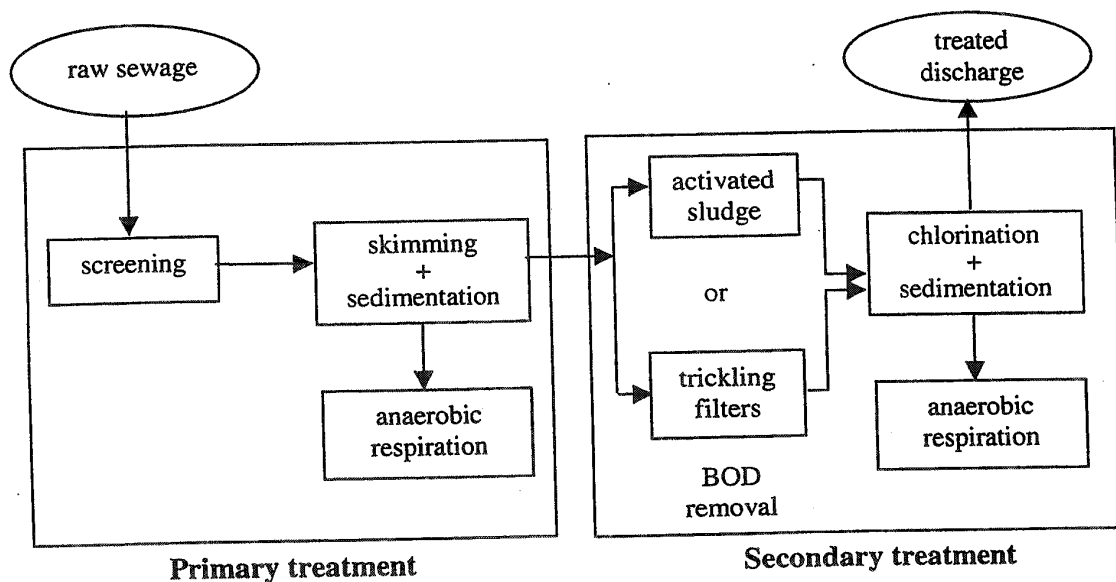 raw sewage
screening
skimming
+
sedimentation
anaerobic
respiration
Primary treatment
activated
sludge
or
trickling
filters
BOD
removal
chlorination
+
sedimentation
anaerobic
respiration
treated
discharge
Secondary treatment